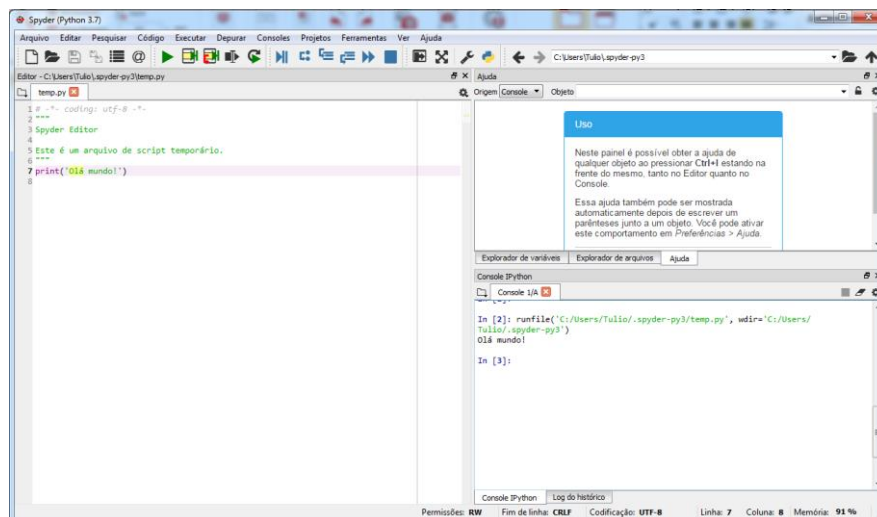 Spyder (Python 3.7)
Arquivo Editar Pesquisar Código Executar Depurar Consoles Projetos Ferramentas Ver Ajuda
C:\Users\Tulio\.spyder-py3
Editor - C:\Users\Tulio\.spyder-py3\temp.py
temp.py
1 # -*- coding: utf-8 -*-
2 """
3 Spyder Editor
4
5 Este é um arquivo de script temporário.
6 """
7 print('Olá mundo!')
8
Ajuda
Origem Console Objeto
Uso
Neste painel é possível obter a ajuda de
qualquer objeto ao pressionar Ctrl+I estando na
frente do mesmo, tanto no Editor quanto no
Console.
Essa ajuda também pode ser mostrada
automaticamente depois de escrever um
parênteses junto a um objeto. Você pode ativar
este comportamento em Preferências > Ajuda.
Explorador de variáveis Explorador de arquivos Ajuda
Console IPython
Console 1/A
In [2]: runfile('C:/Users/Tulio/.spyder-py3/temp.py', wdir='C:/Users/
Tulio/.spyder-py3')
Olá mundo!
In [3]:
Console IPython Log do histórico
Permissões: RW Fim de linha: CRLF Codificação: UTF-8 Linha: 7 Coluna: 8 Memória: 91 %